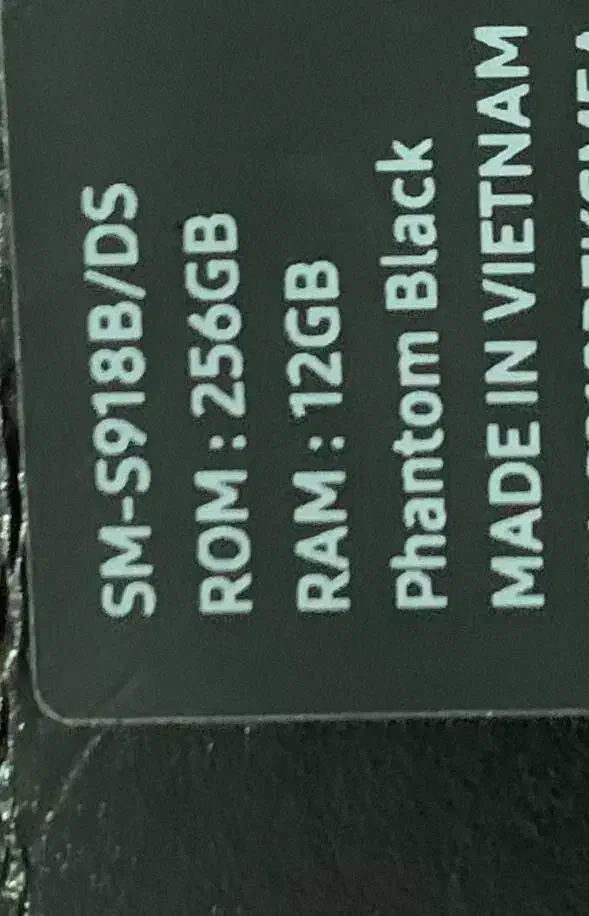 SM-S918B/DS
ROM : 256GB
RAM : 12GB
Phantom Black
MADE IN VIETNAM